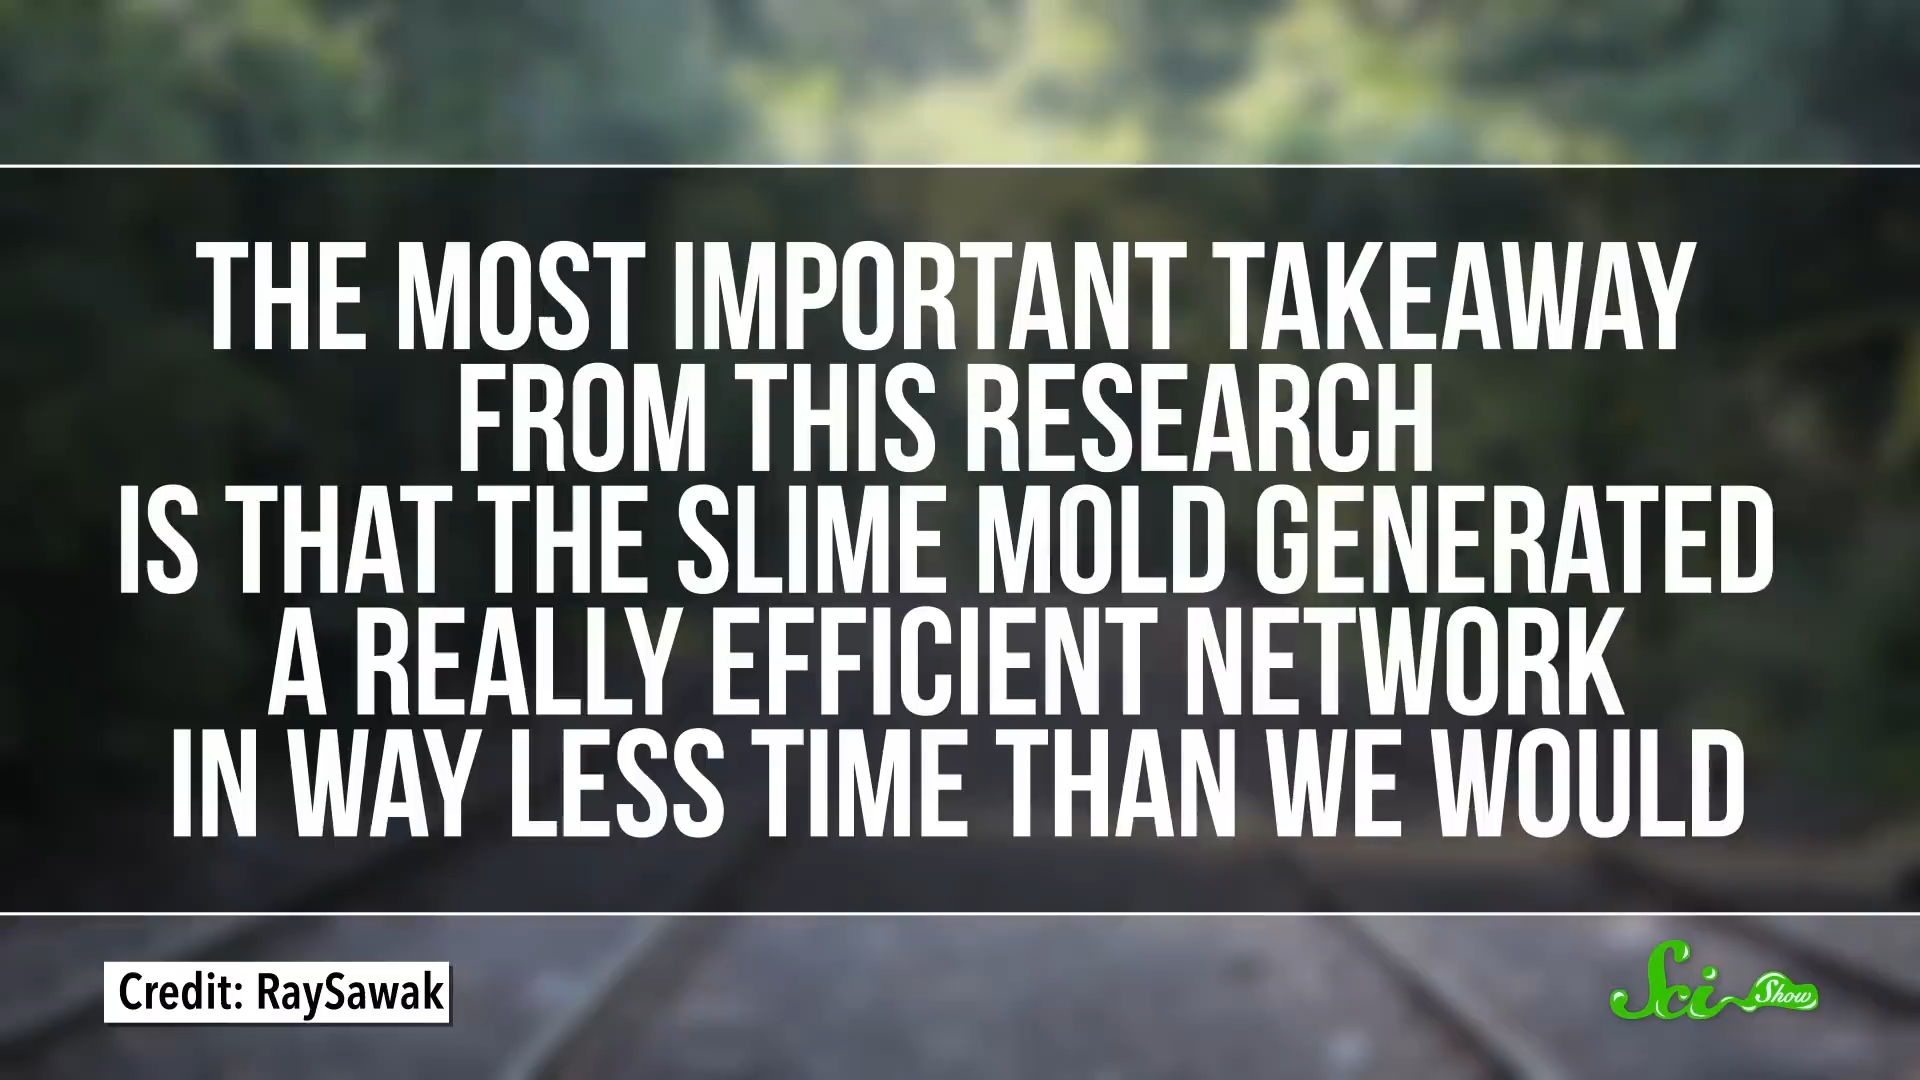 THE MOST IMPORTANT TAKEAWAY
FROM THIS RESEARCH
IS THAT THE SLIME MOLD GENERATED
A REALLY EFFICIENT NETWORK
IN WAY LESS TIME THAN WE WOULD
Credit: RaySawak
Sci Show